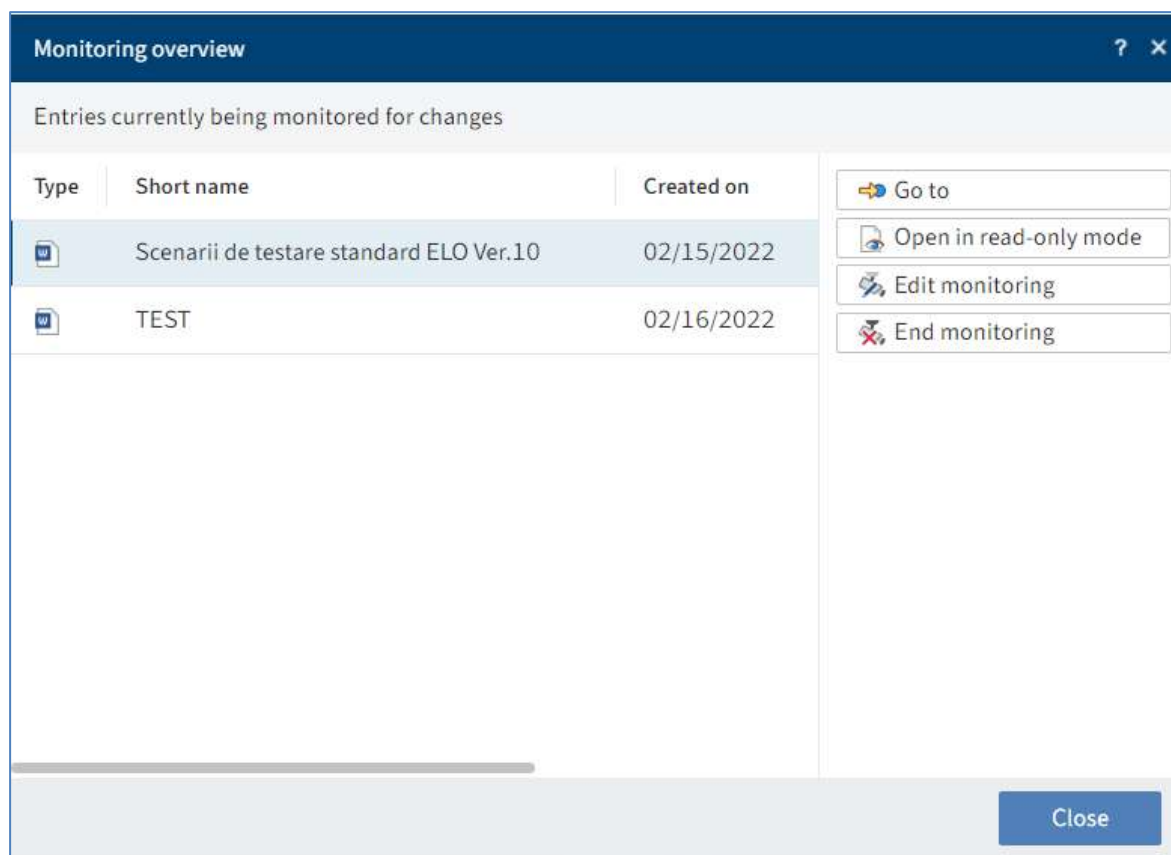 Monitoring overview ? ×
Entries currently being monitored for changes
Type Short name Created on
Scenarii de testare standard ELO Ver.10 02/15/2022
TEST 02/16/2022
Go to
Open in read-only mode
Edit monitoring
End monitoring
Close